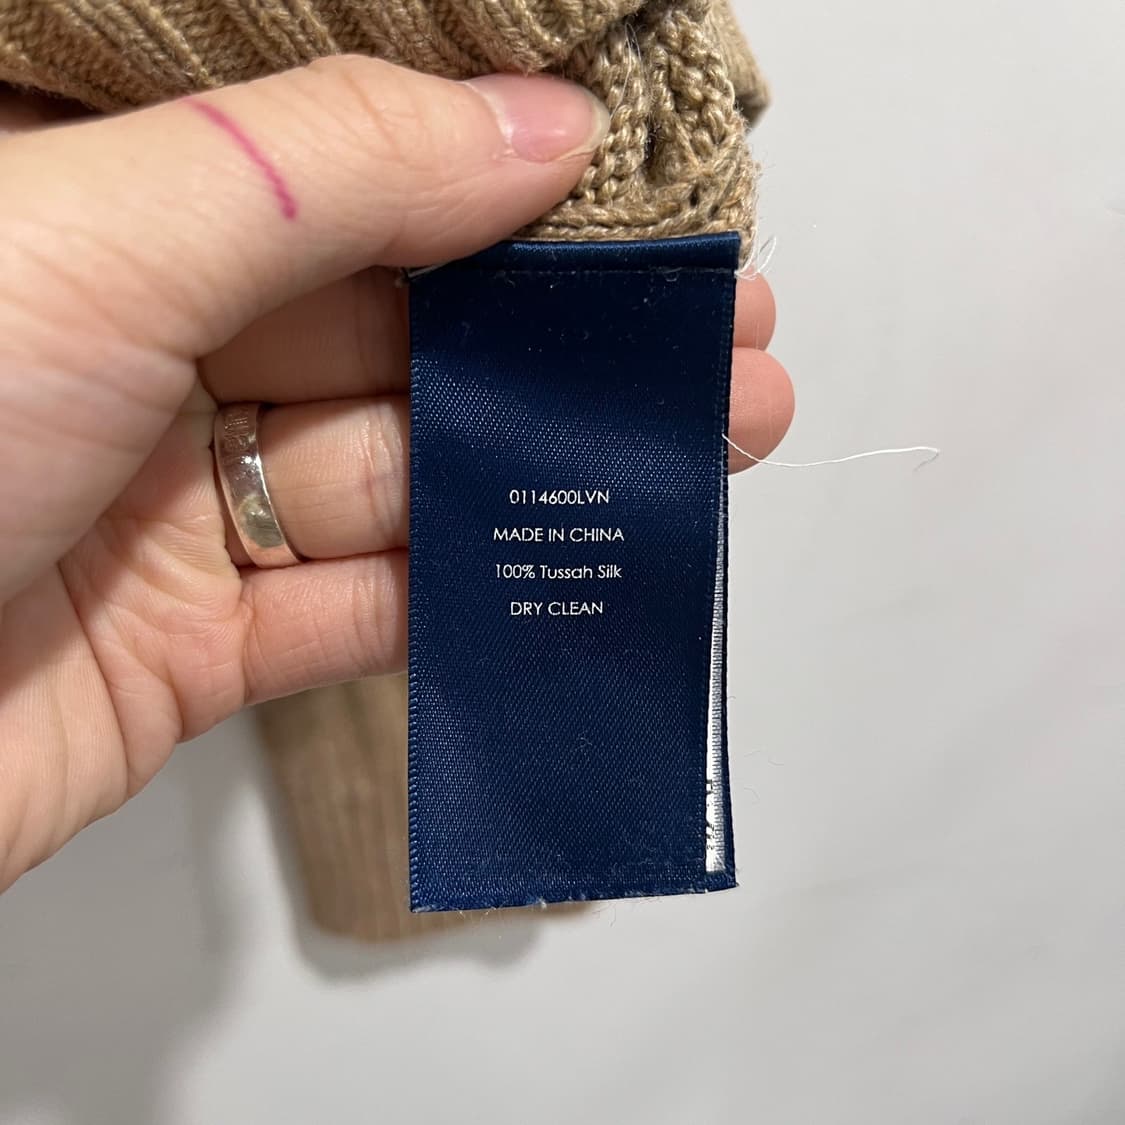 0114600LVN
MADE IN CHINA
100% Tussah Silk
DRY CLEAN